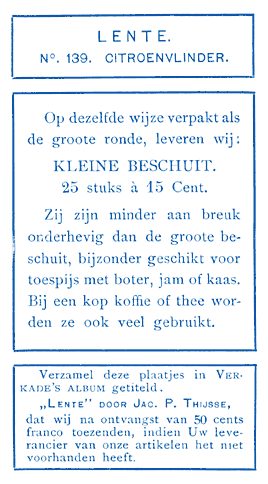 LENTE.
Nº. 139. CITROENVLINDER.
Op dezelfde wijze verpakt als
de groote ronde, leveren wij:
KLEINE BESCHUIT.
25 stuks à 15 Cent.
Zij zijn minder aan breuk
onderhevig dan de groote be-
schuit, bijzonder geschikt voor
toespijs met boter, jam of kaas.
Bij een kop koffie of thee wor-
den ze ook veel gebruikt.
Verzamel deze plaatjes in VER-
KADE'S ALBUM getiteld.
„LENTE” DOOR JAC. P. THIJSSE,
dat wij na ontvangst van 50 cents
franco toezenden, indien Uw leve-
rancier van onze artikelen het niet
voorhanden heeft.